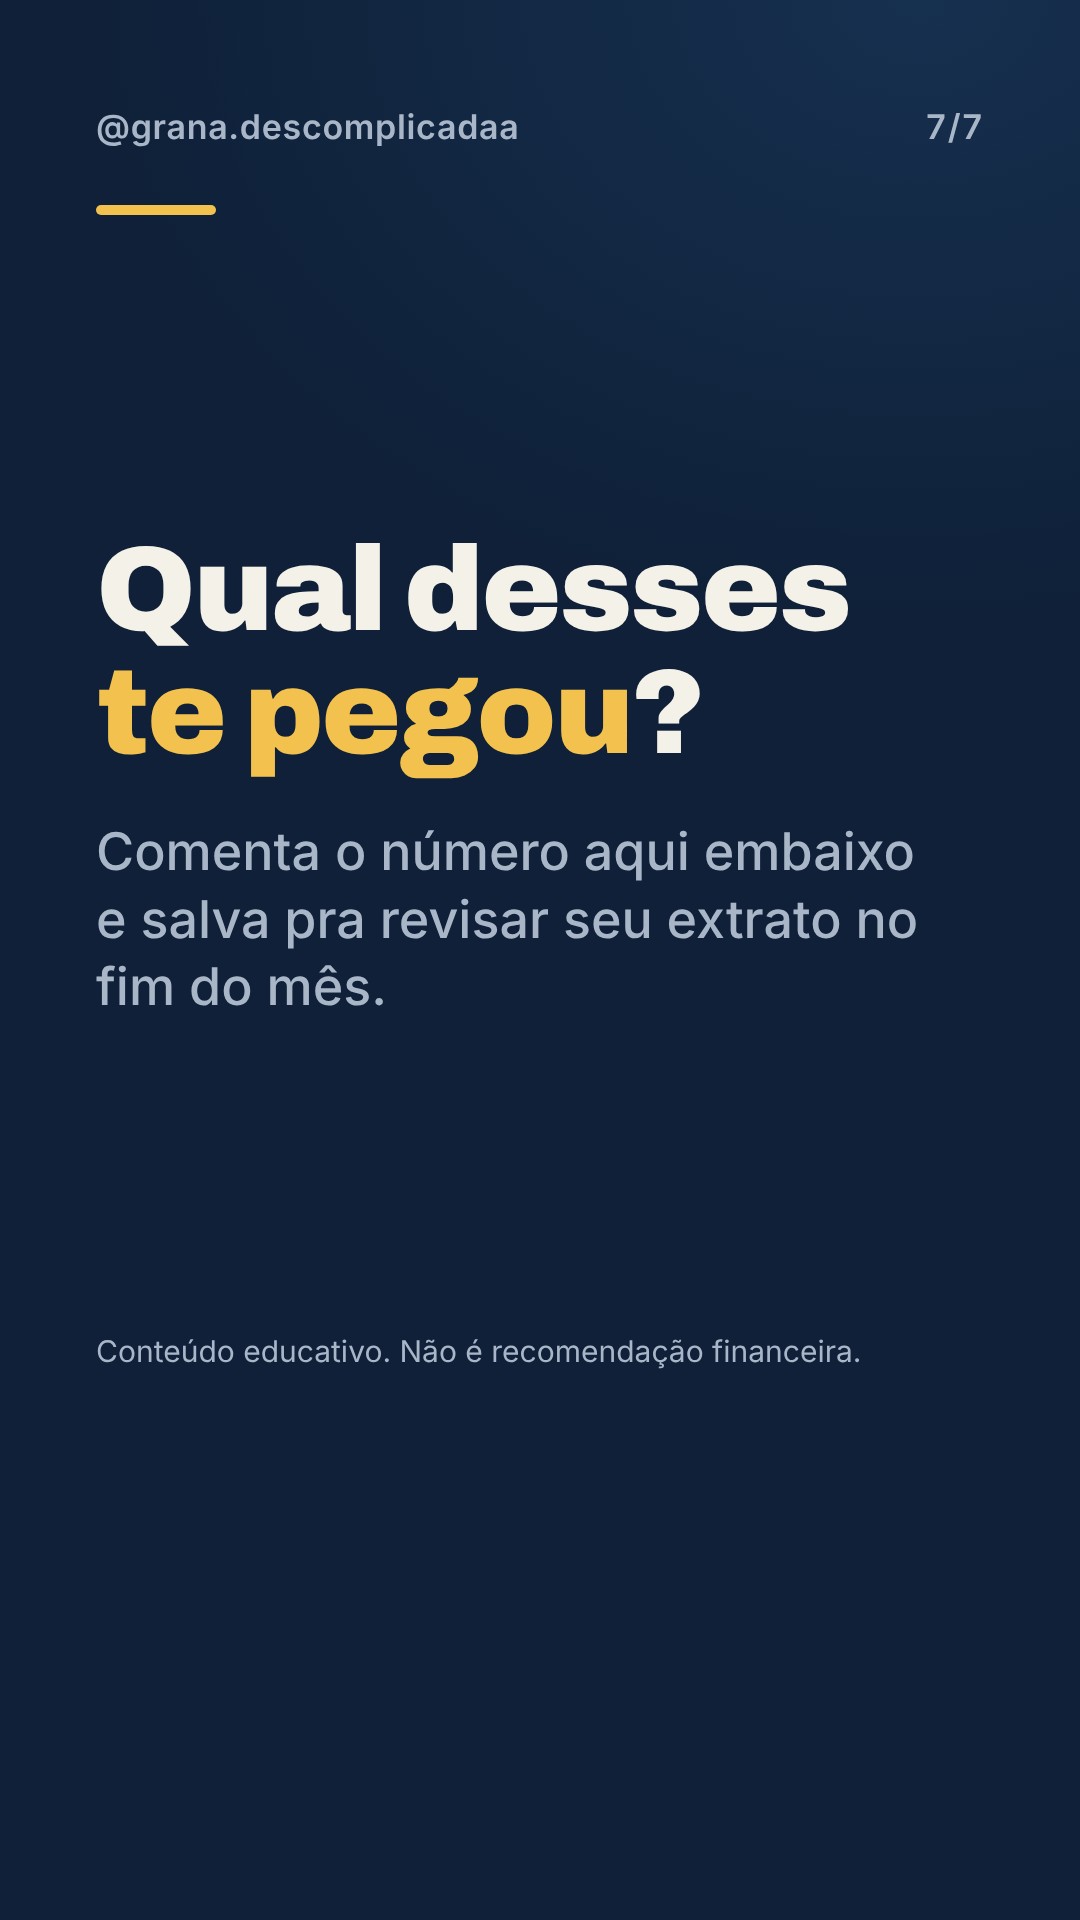 @grana.descomplicadaa
7/7
Qual desses
te pegou?
Comenta o número aqui embaixo
e salva pra revisar seu extrato no
fim do mês.
Conteúdo educativo. Não é recomendação financeira.